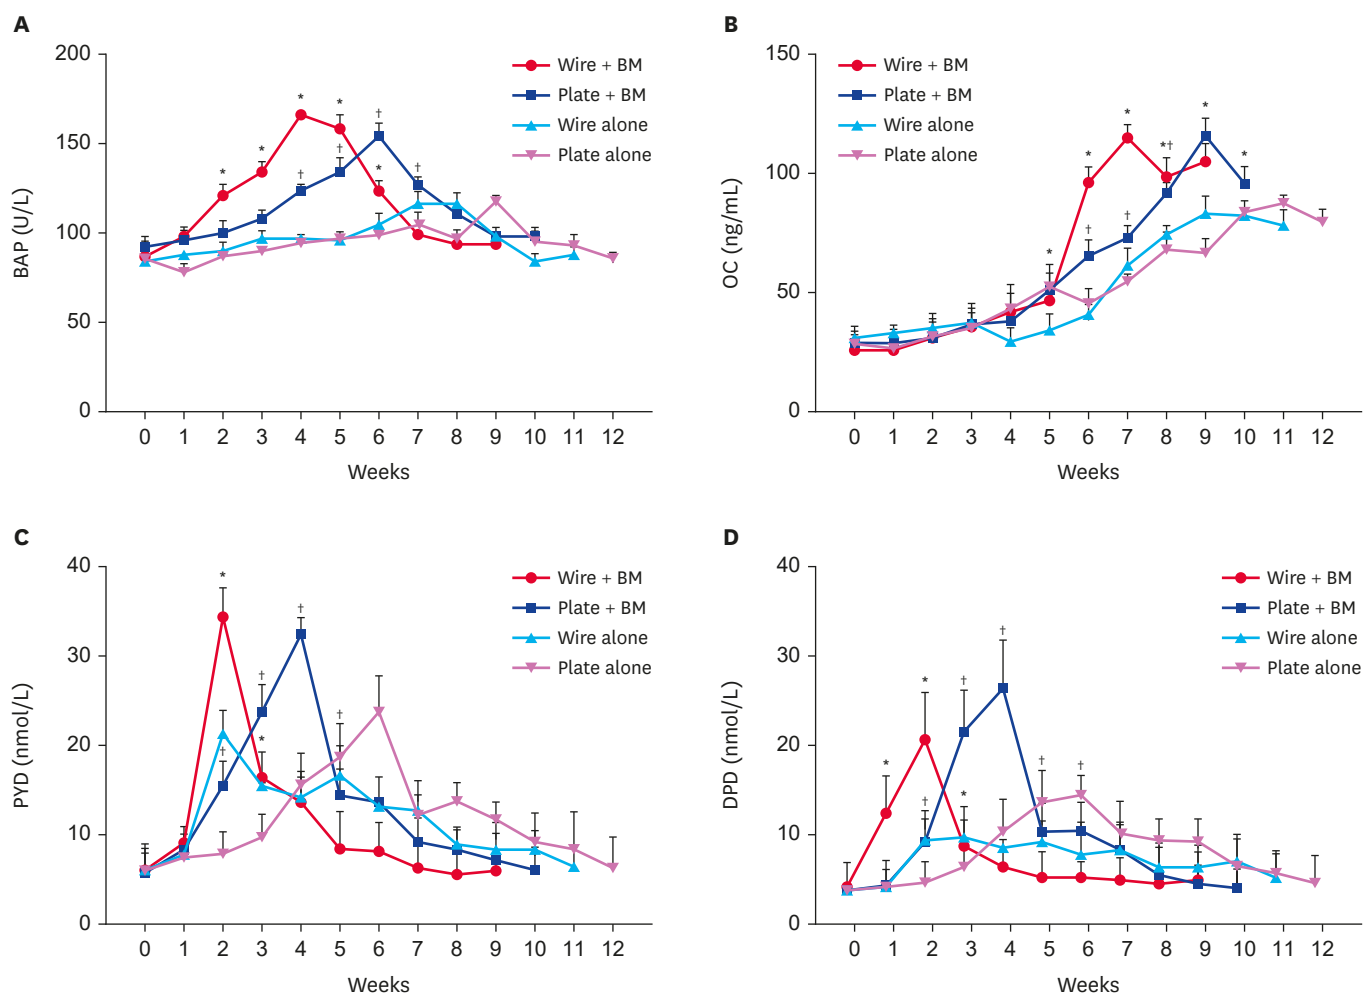 A
200
150
100
50
0
BAP (U/L)
Wire + BM
Plate + BM
Wire alone
Plate alone
* * * * * † † † †
0 1 2 3 4 5 6 7 8 9 10 11 12
Weeks
B
150
100
50
0
OC (ng/mL)
Wire + BM
Plate + BM
Wire alone
Plate alone
* * * *† * * † †
0 1 2 3 4 5 6 7 8 9 10 11 12
Weeks
C
40
30
20
10
0
PYD (nmol/L)
Wire + BM
Plate + BM
Wire alone
Plate alone
* † † † * †
0 1 2 3 4 5 6 7 8 9 10 11 12
Weeks
D
40
30
20
10
0
DPD (nmol/L)
Wire + BM
Plate + BM
Wire alone
Plate alone
* * † † † * † †
0 1 2 3 4 5 6 7 8 9 10 11 12
Weeks